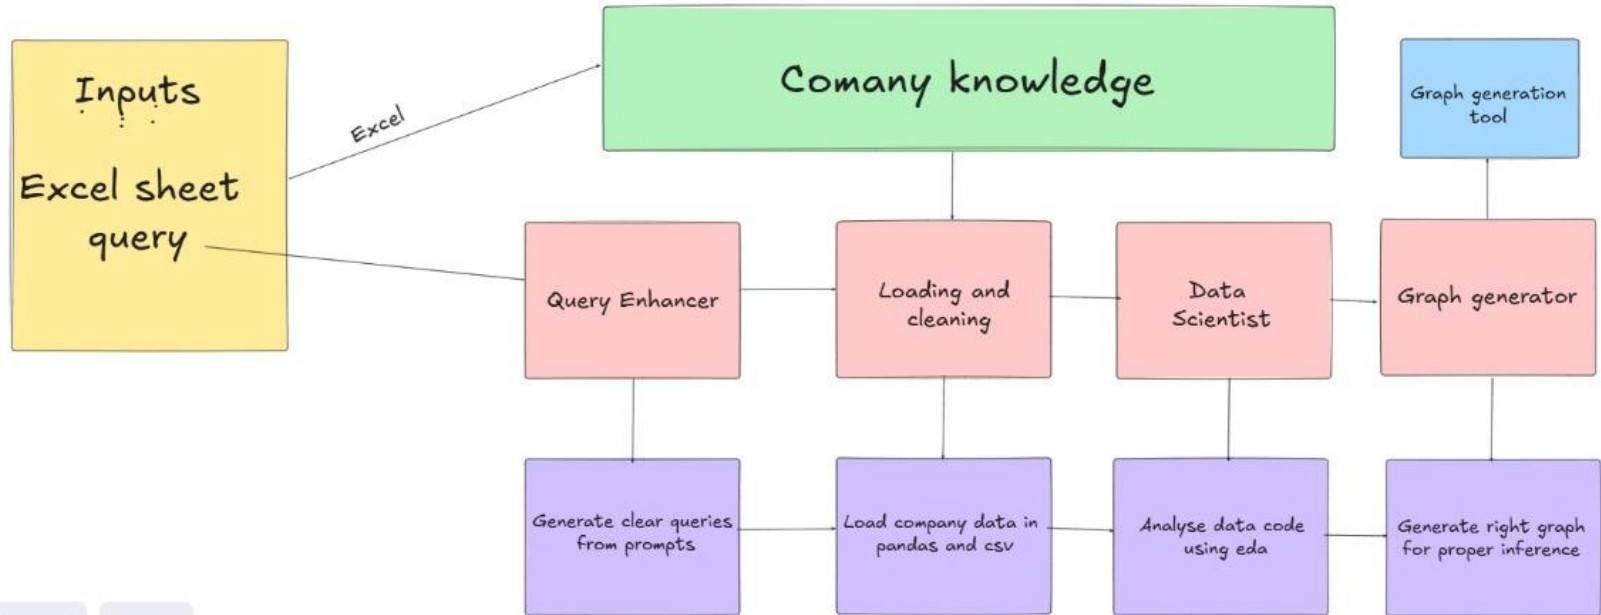 Inputs
Excel sheet
query
Excel
Comany knowledge
Graph generation
tool
Query Enhancer
Loading and
cleaning
Data
Scientist
Graph generator
Generate clear queries
from prompts
Load company data in
pandas and csv
Analyse data code
using eda
Generate right graph
for proper inference